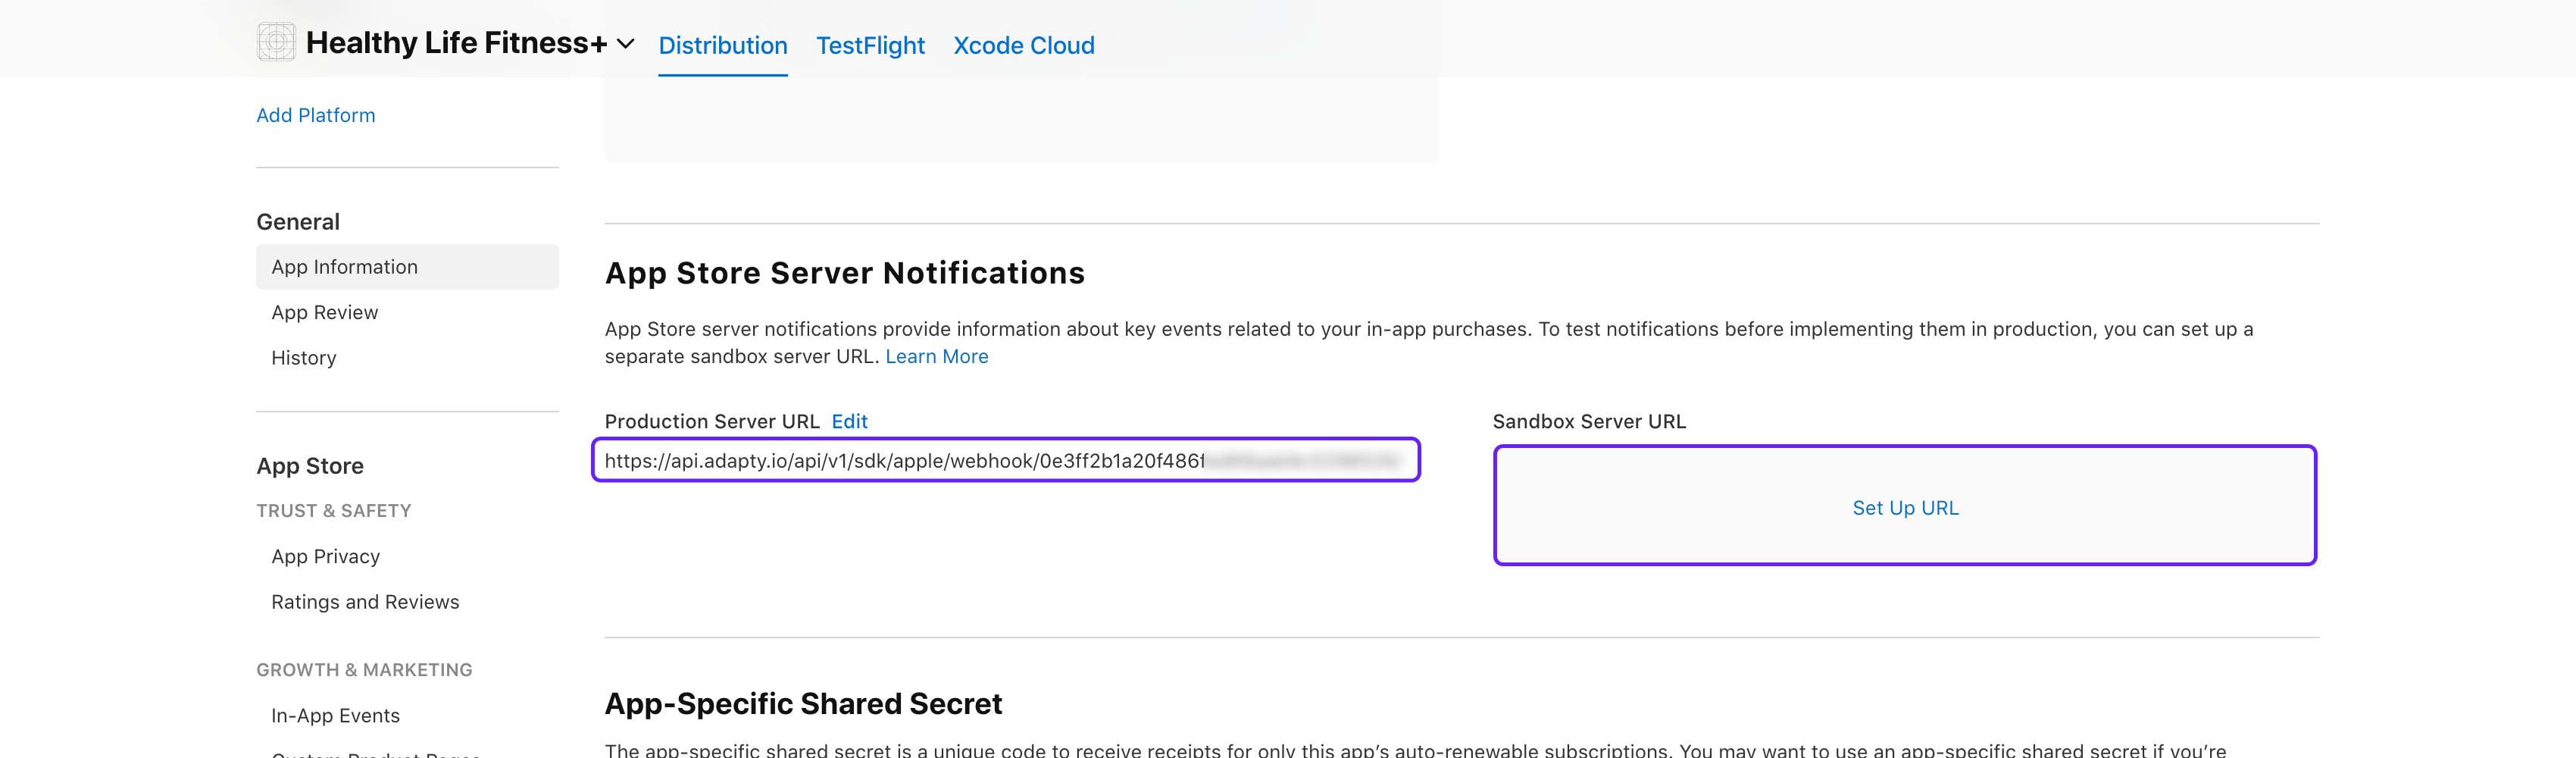 Healthy Life Fitness+
Distribution
TestFlight
Xcode Cloud
Add Platform
General
App Information
App Review
History
App Store
TRUST & SAFETY
App Privacy
Ratings and Reviews
GROWTH & MARKETING
In-App Events
Custom Product Pages
App Store Server Notifications
App Store server notifications provide information about key events related to your in-app purchases. To test notifications before implementing them in production, you can set up a
separate sandbox server URL. Learn More
Production Server URL Edit
https://api.adapty.io/api/v1/sdk/apple/webhook/0e3ff2b1a20f486f
Sandbox Server URL
Set Up URL
App-Specific Shared Secret
The app-specific shared secret is a unique code to receive receipts for only this app’s auto-renewable subscriptions. You may want to use an app-specific shared secret if you’re